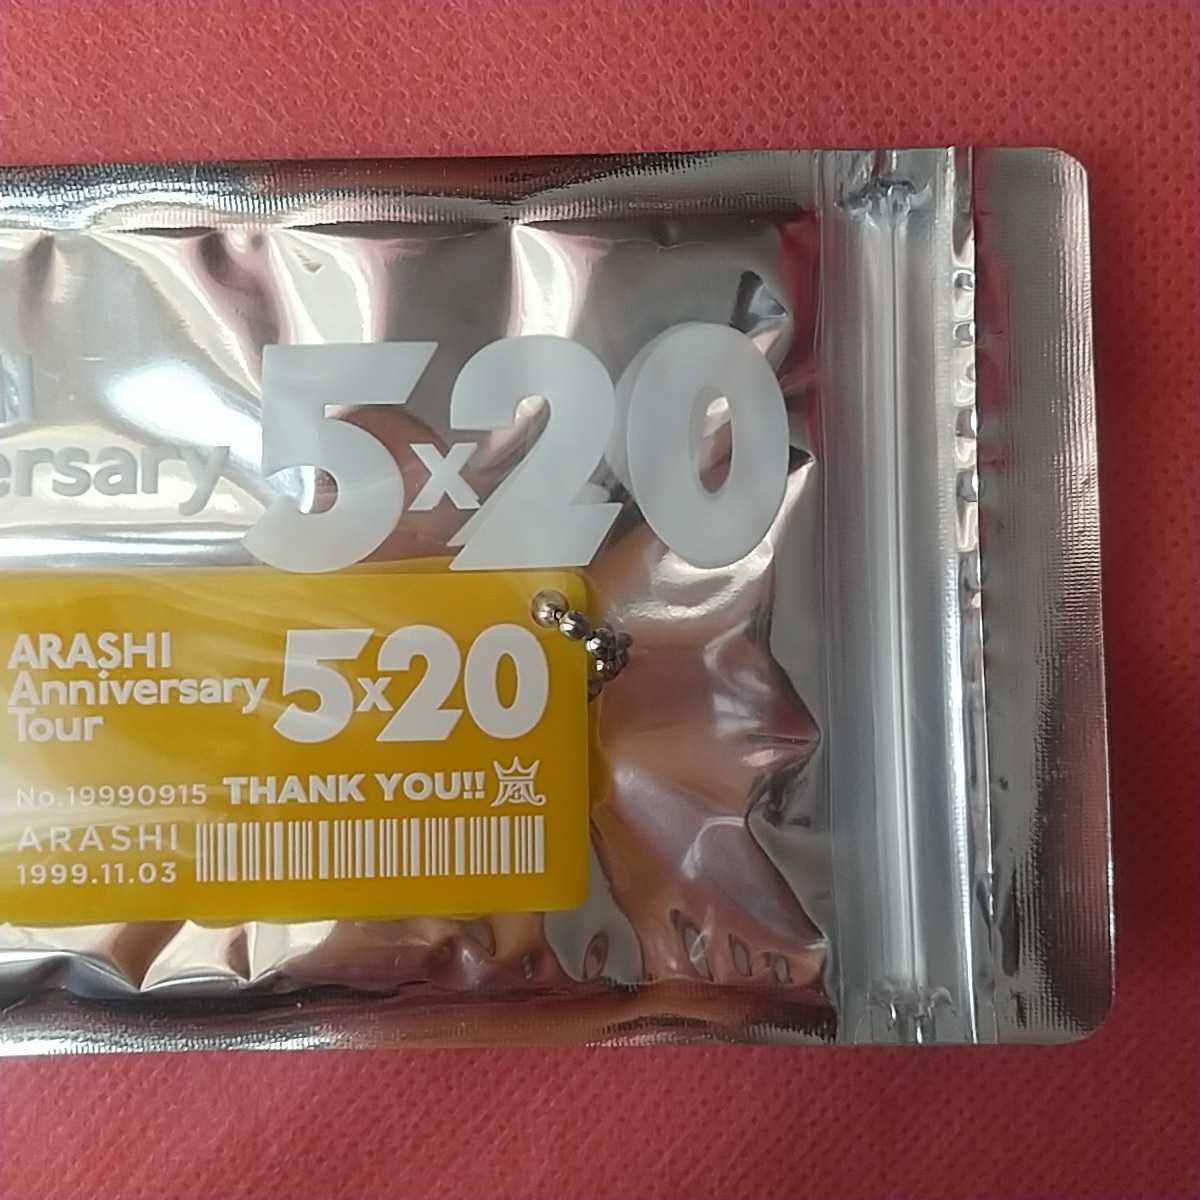 ersary 5x20
ARASHI
Anniversary
Tour
5x20
No.19990915 THANK YOU!! 嵐
ARASHI
1999.11.03